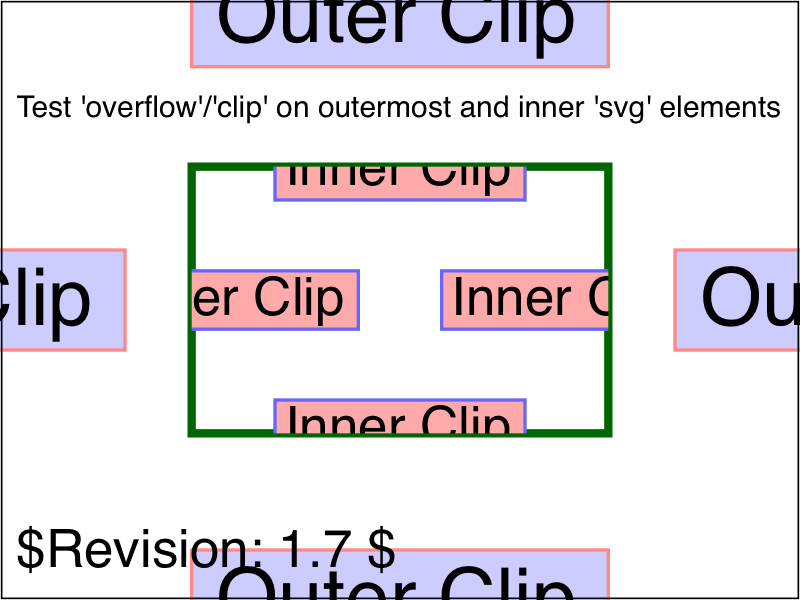 Outer Clip
Test 'overflow'/'clip' on outermost and inner 'svg' elements
Inner Clip
Clip
er Clip
Inner C
Ou
Inner Clip
$Revision: 1.7 $
Outer Clip